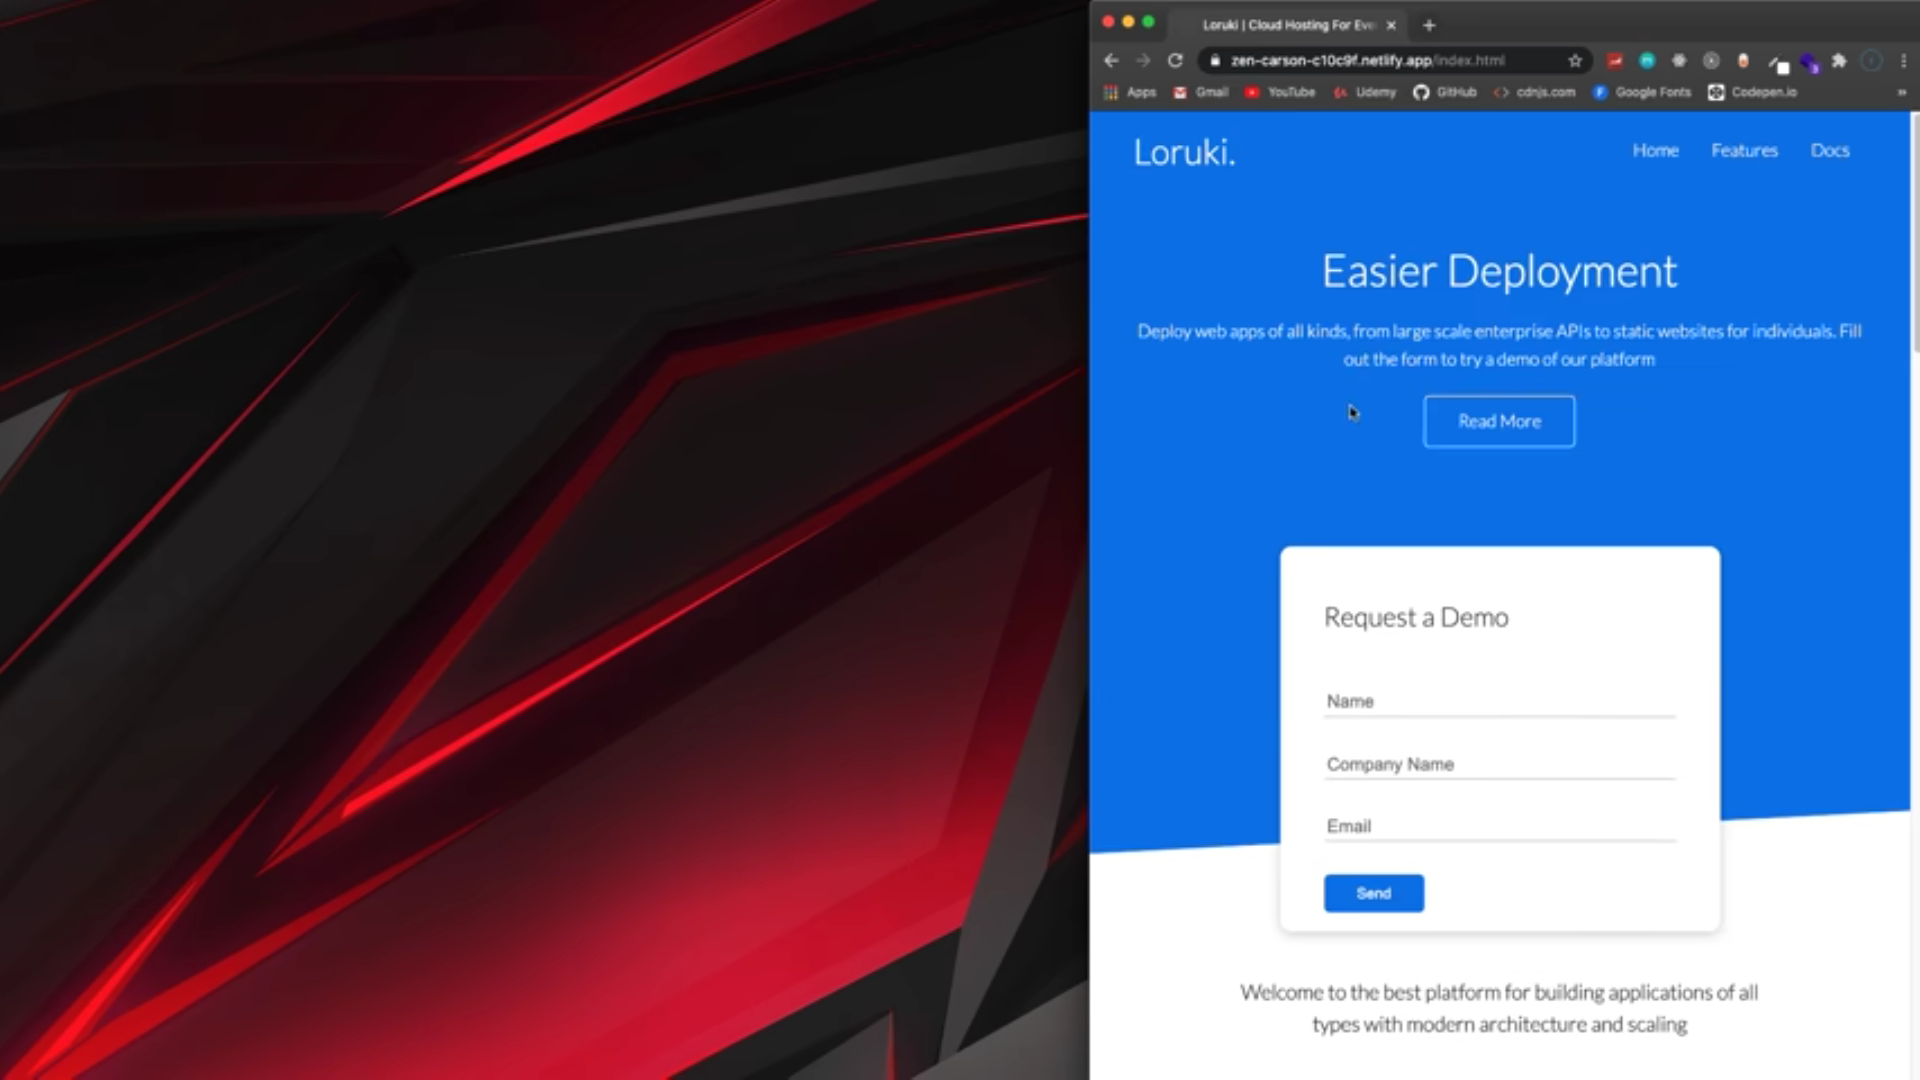 Loruki | Cloud Hosting For Eve
zen-carson-c10c9f.netlify.app/index.html
Apps Gmail YouTube Udemy GitHub cdnjs.com Google Fonts Codepen.io
Loruki.
Home Features Docs
Easier Deployment
Deploy web apps of all kinds, from large scale enterprise APIs to static websites for individuals. Fill
out the form to try a demo of our platform
Read More
Request a Demo
Name
Company Name
Email
Send
Welcome to the best platform for building applications of all
types with modern architecture and scaling